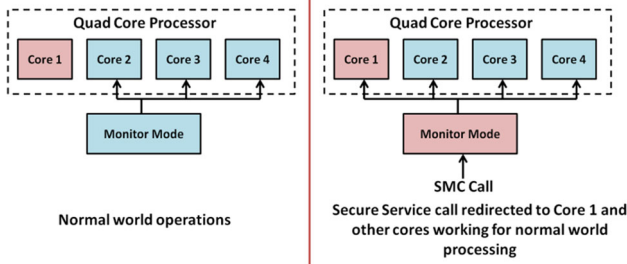 Quad Core Processor
Core 1
Core 2
Core 3
Core 4
Monitor Mode
Normal world operations
Quad Core Processor
Core 1
Core 2
Core 3
Core 4
Monitor Mode
SMC Call
Secure Service call redirected to Core 1 and
other cores working for normal world
processing